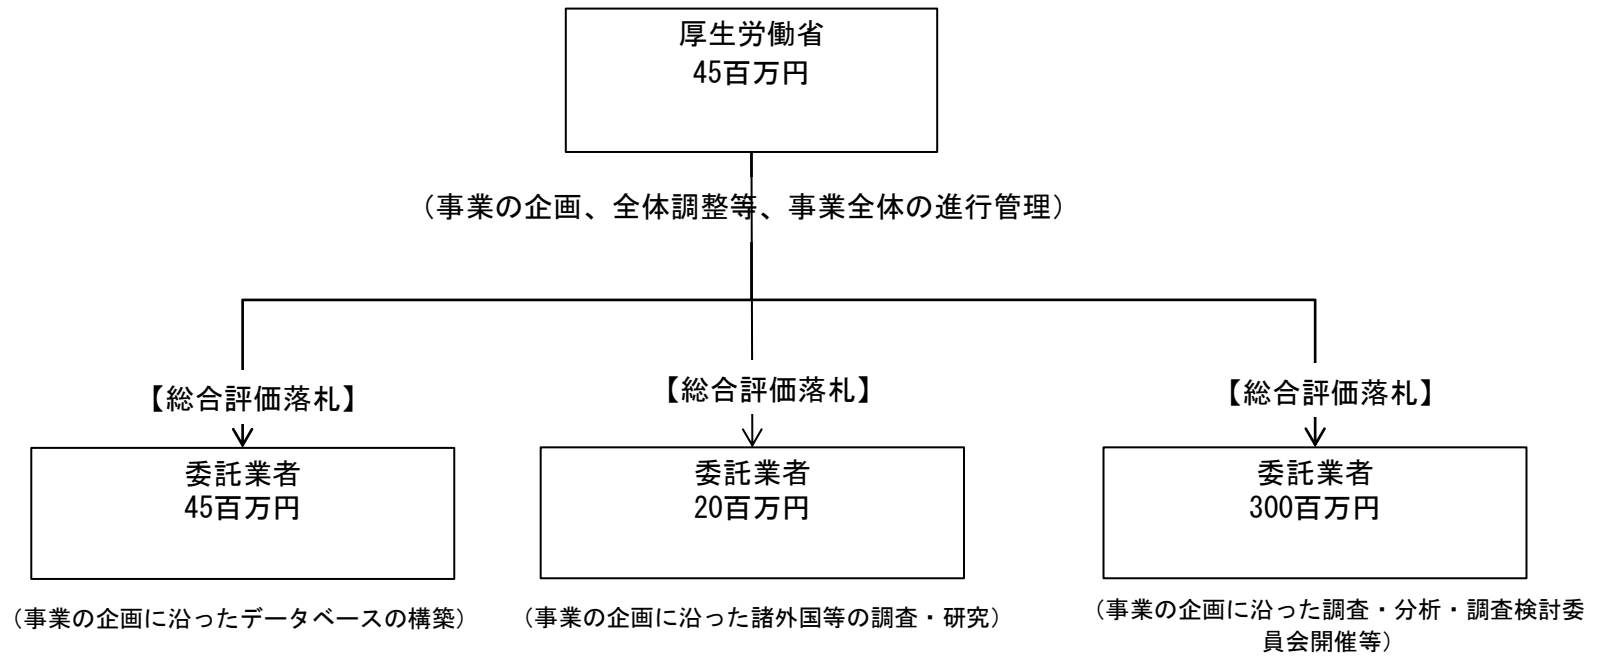 厚生労働省
45百万円
（事業の企画、全体調整等、事業全体の進行管理）
【総合評価落札】
【総合評価落札】
【総合評価落札】
委託業者
45百万円
委託業者
20百万円
委託業者
300百万円
（事業の企画に沿ったデータベースの構築）
（事業の企画に沿った諸外国等の調査・研究）
（事業の企画に沿った調査・分析・調査検討委
員会開催等）